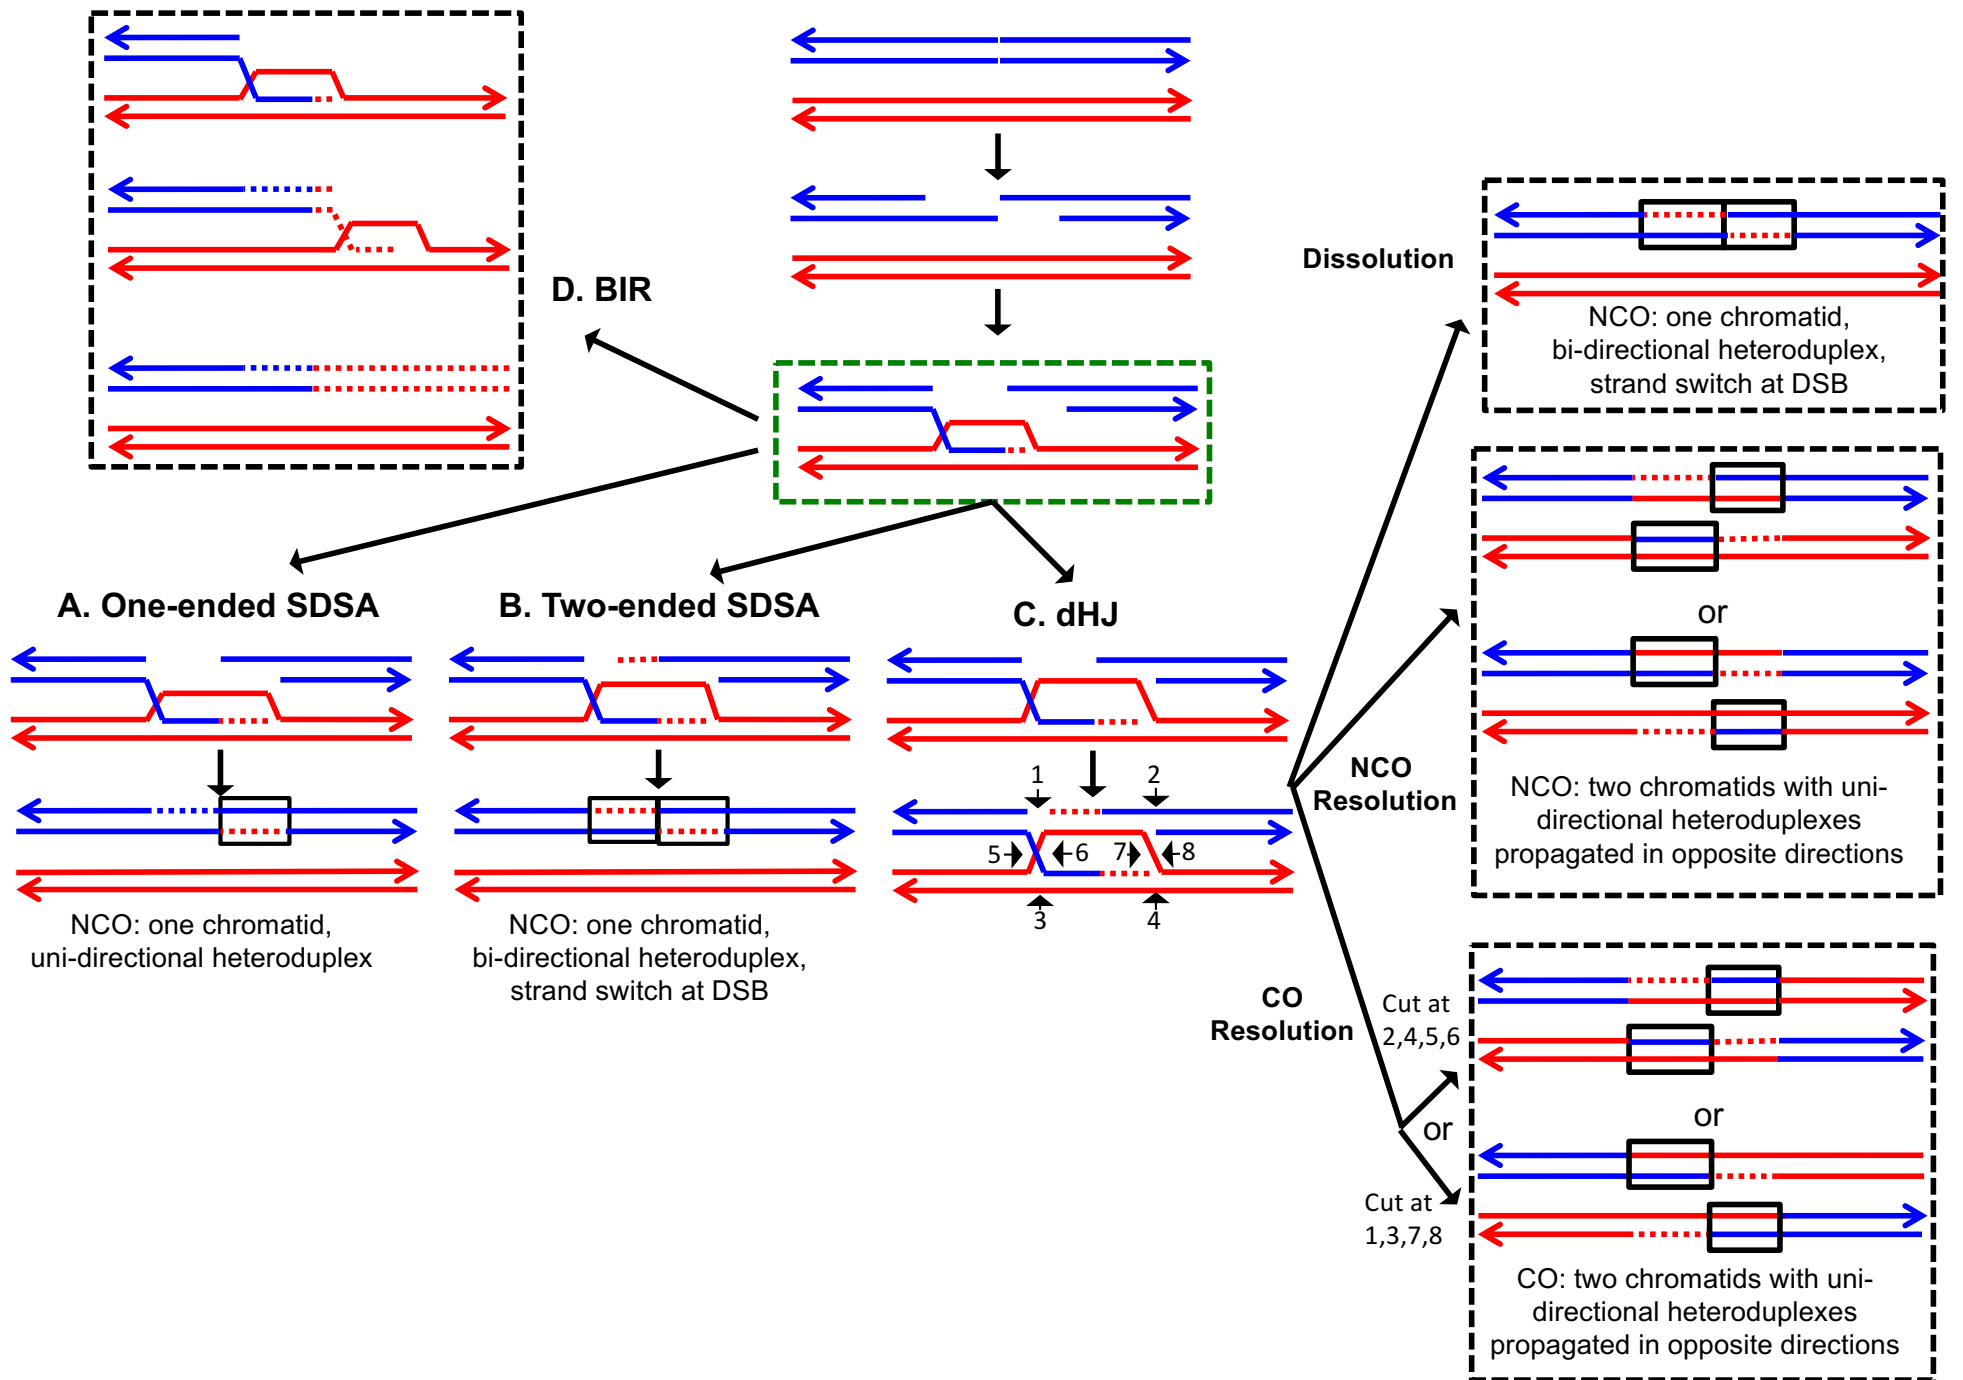 D. BIR
A. One-ended SDSA
NCO: one chromatid,
uni-directional heteroduplex
B. Two-ended SDSA
NCO: one chromatid,
bi-directional heteroduplex,
strand switch at DSB
C. dHJ
1
2
5
6
7
8
3
4
Dissolution
NCO: one chromatid,
bi-directional heteroduplex,
strand switch at DSB
NCO
Resolution
or
NCO: two chromatids with uni-
directional heteroduplexes
propagated in opposite directions
CO
Resolution
Cut at
2,4,5,6
or
Cut at
1,3,7,8
or
CO: two chromatids with uni-
directional heteroduplexes
propagated in opposite directions